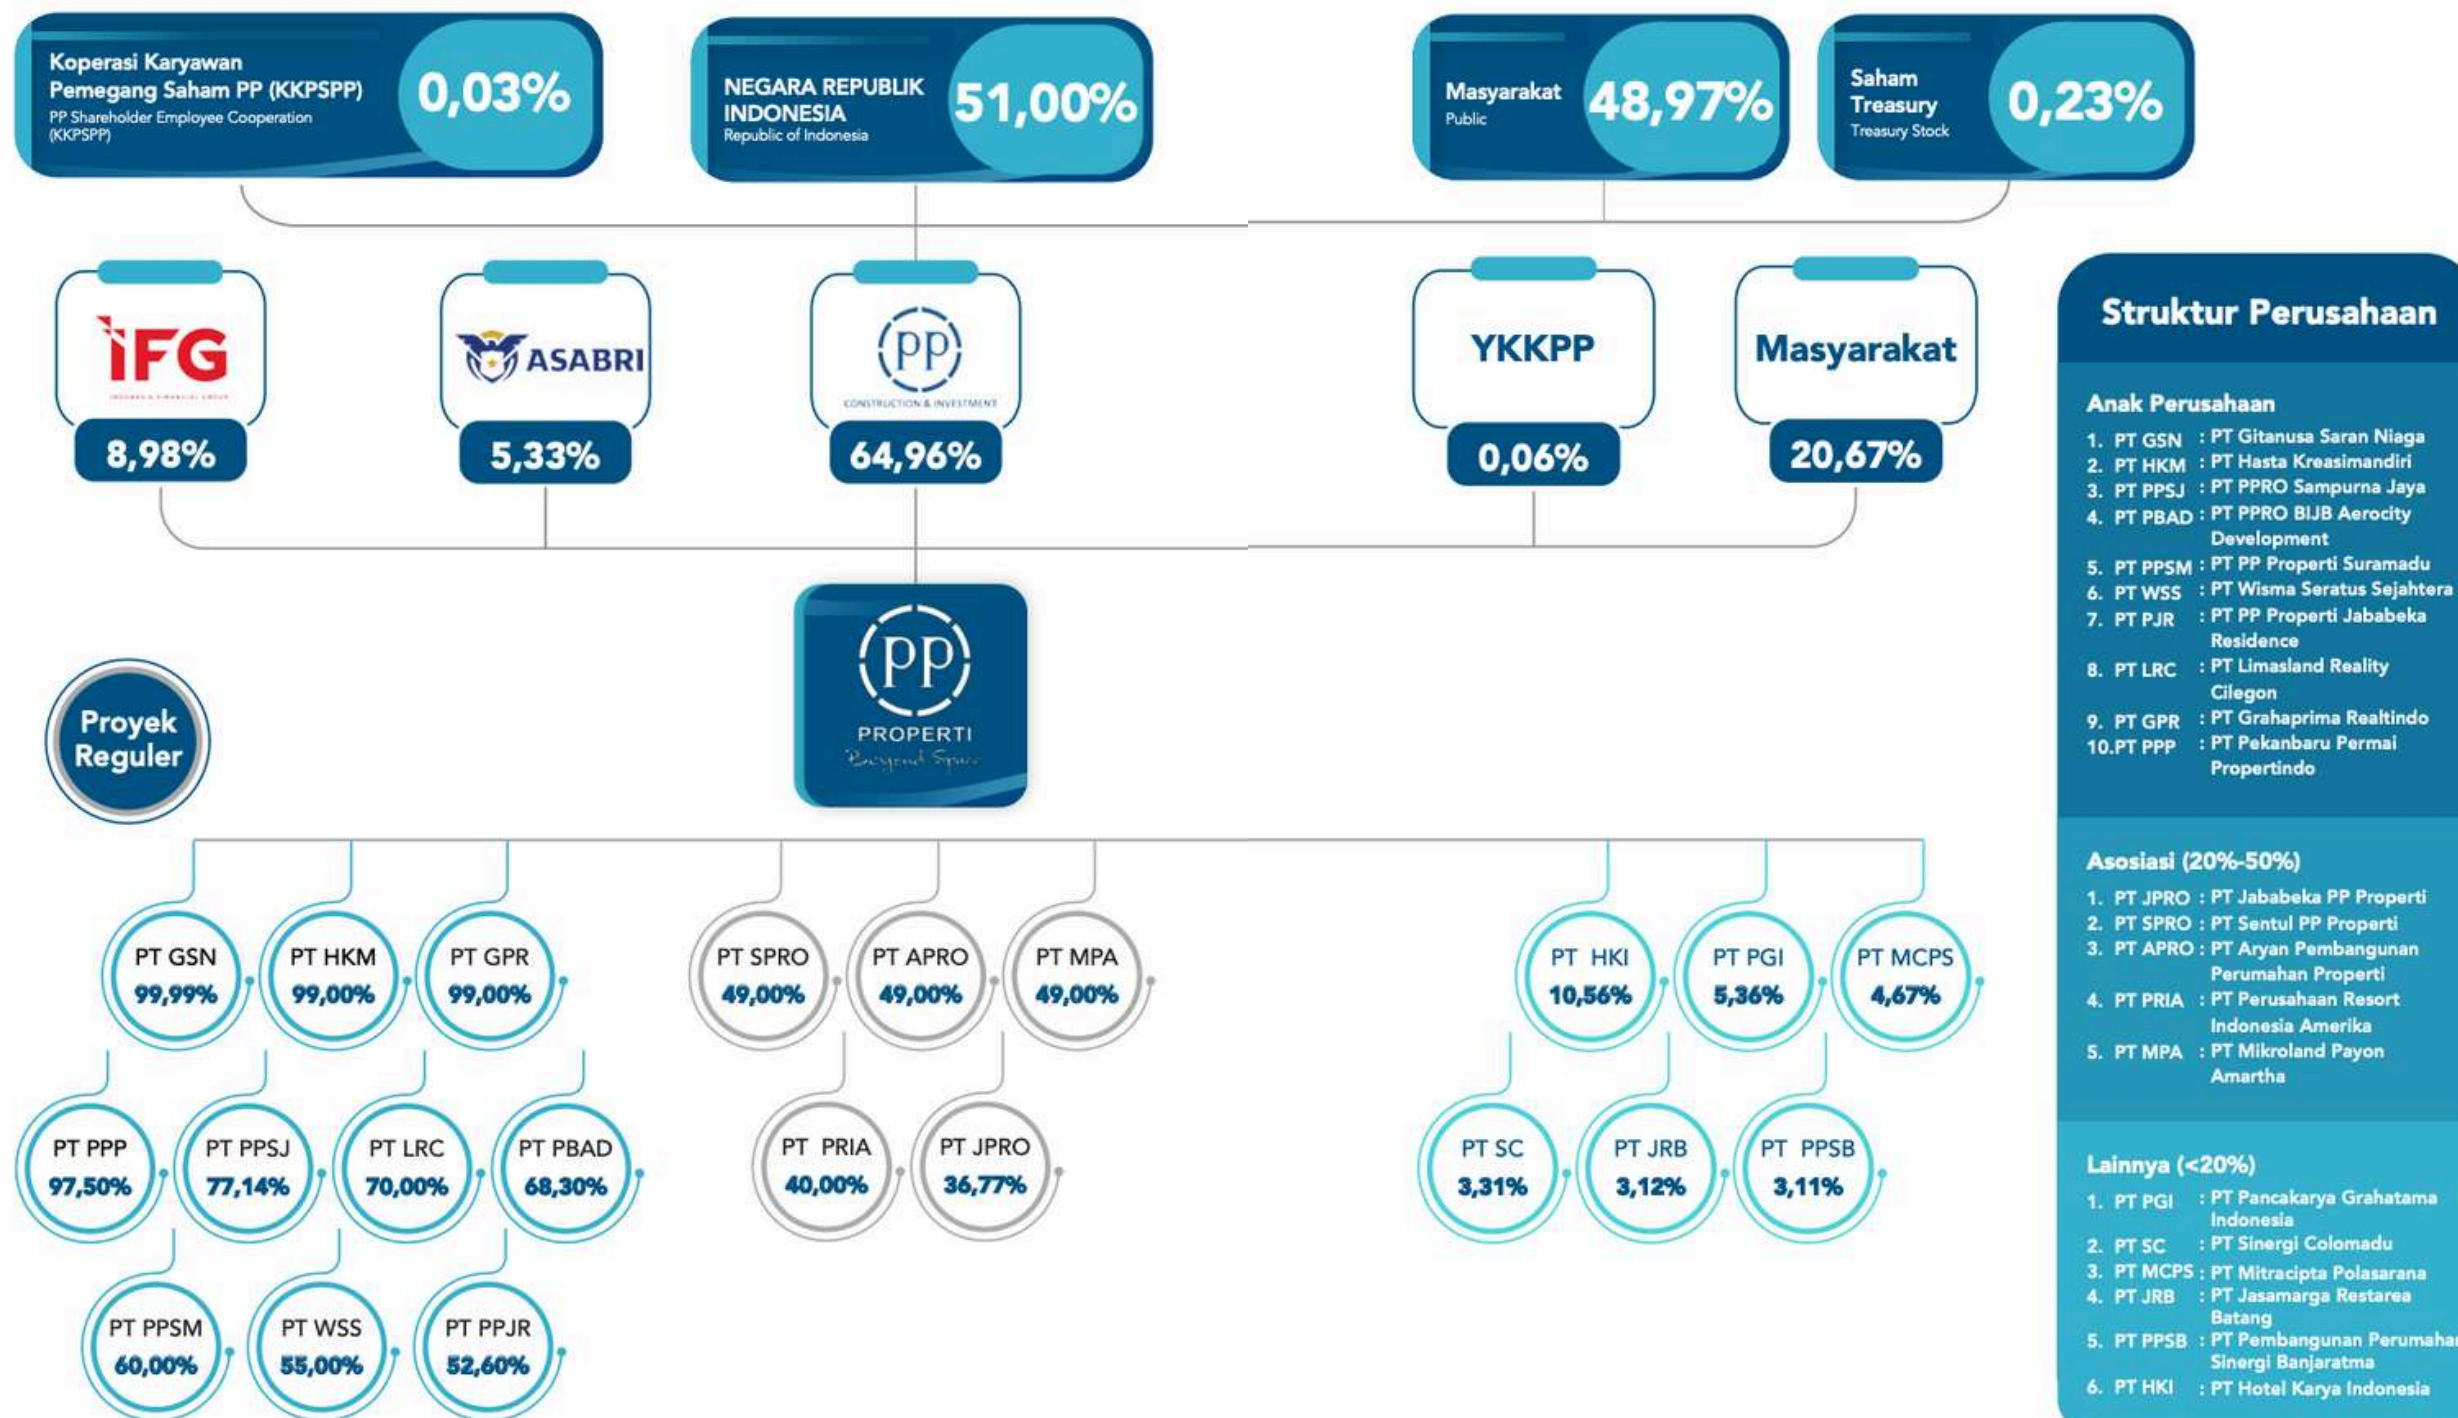 Koperasi Karyawan
Pemegang Saham PP (KKPSPP)
PP Shareholder Employee Cooperation
(KKPSPP)
0,03%
NEGARA REPUBLIK
INDONESIA
Republic of Indonesia
51,00%
Masyarakat
Public
48,97%
Saham
Treasury
Treasury Stock
0,23%
IFG
INDONESIA FINANCIAL GROUP
8,98%
ASABRI
5,33%
pp
CONSTRUCTION & INVESTMENT
64,96%
YKKPP
0,06%
Masyarakat
20,67%
pp
PROPERTI
Beyond Space
Proyek
Reguler
PT GSN
99,99%
PT HKM
99,00%
PT GPR
99,00%
PT SPRO
49,00%
PT APRO
49,00%
PT MPA
49,00%
PT HKI
10,56%
PT PGI
5,36%
PT MCPS
4,67%
PT PPP
97,50%
PT PPSJ
77,14%
PT LRC
70,00%
PT PBAD
68,30%
PT PRIA
40,00%
PT JPRO
36,77%
PT SC
3,31%
PT JRB
3,12%
PT PPSB
3,11%
PT PPSM
60,00%
PT WSS
55,00%
PT PPJR
52,60%
Struktur Perusahaan
Anak Perusahaan
1. PT GSN : PT Gitanusa Saran Niaga
2. PT HKM : PT Hasta Kreasimandiri
3. PT PPSJ : PT PPRO Sampurna Jaya
4. PT PBAD : PT PPRO BIJB Aerocity
Development
5. PT PPSM : PT PP Properti Suramadu
6. PT WSS : PT Wisma Seratus Sejahtera
7. PT PJR : PT PP Properti Jababeka
Residence
8. PT LRC : PT Limasland Reality
Cilegon
9. PT GPR : PT Grahaprima Realtindo
10.PT PPP : PT Pekanbaru Permai
Propertindo
Asosiasi (20%-50%)
1. PT JPRO : PT Jababeka PP Properti
2. PT SPRO : PT Sentul PP Properti
3. PT APRO : PT Aryan Pembangunan
Perumahan Properti
4. PT PRIA : PT Perusahaan Resort
Indonesia Amerika
5. PT MPA : PT Mikroland Payon
Amartha
Lainnya (<20%)
1. PT PGI : PT Pancakarya Grahatama
Indonesia
2. PT SC : PT Sinergi Colomadu
3. PT MCPS : PT Mitracipta Polasarana
4. PT JRB : PT Jasamarga Restarea
Batang
5. PT PPSB : PT Pembangunan Perumahan
Sinergi Banjaratma
6. PT HKI : PT Hotel Karya Indonesia